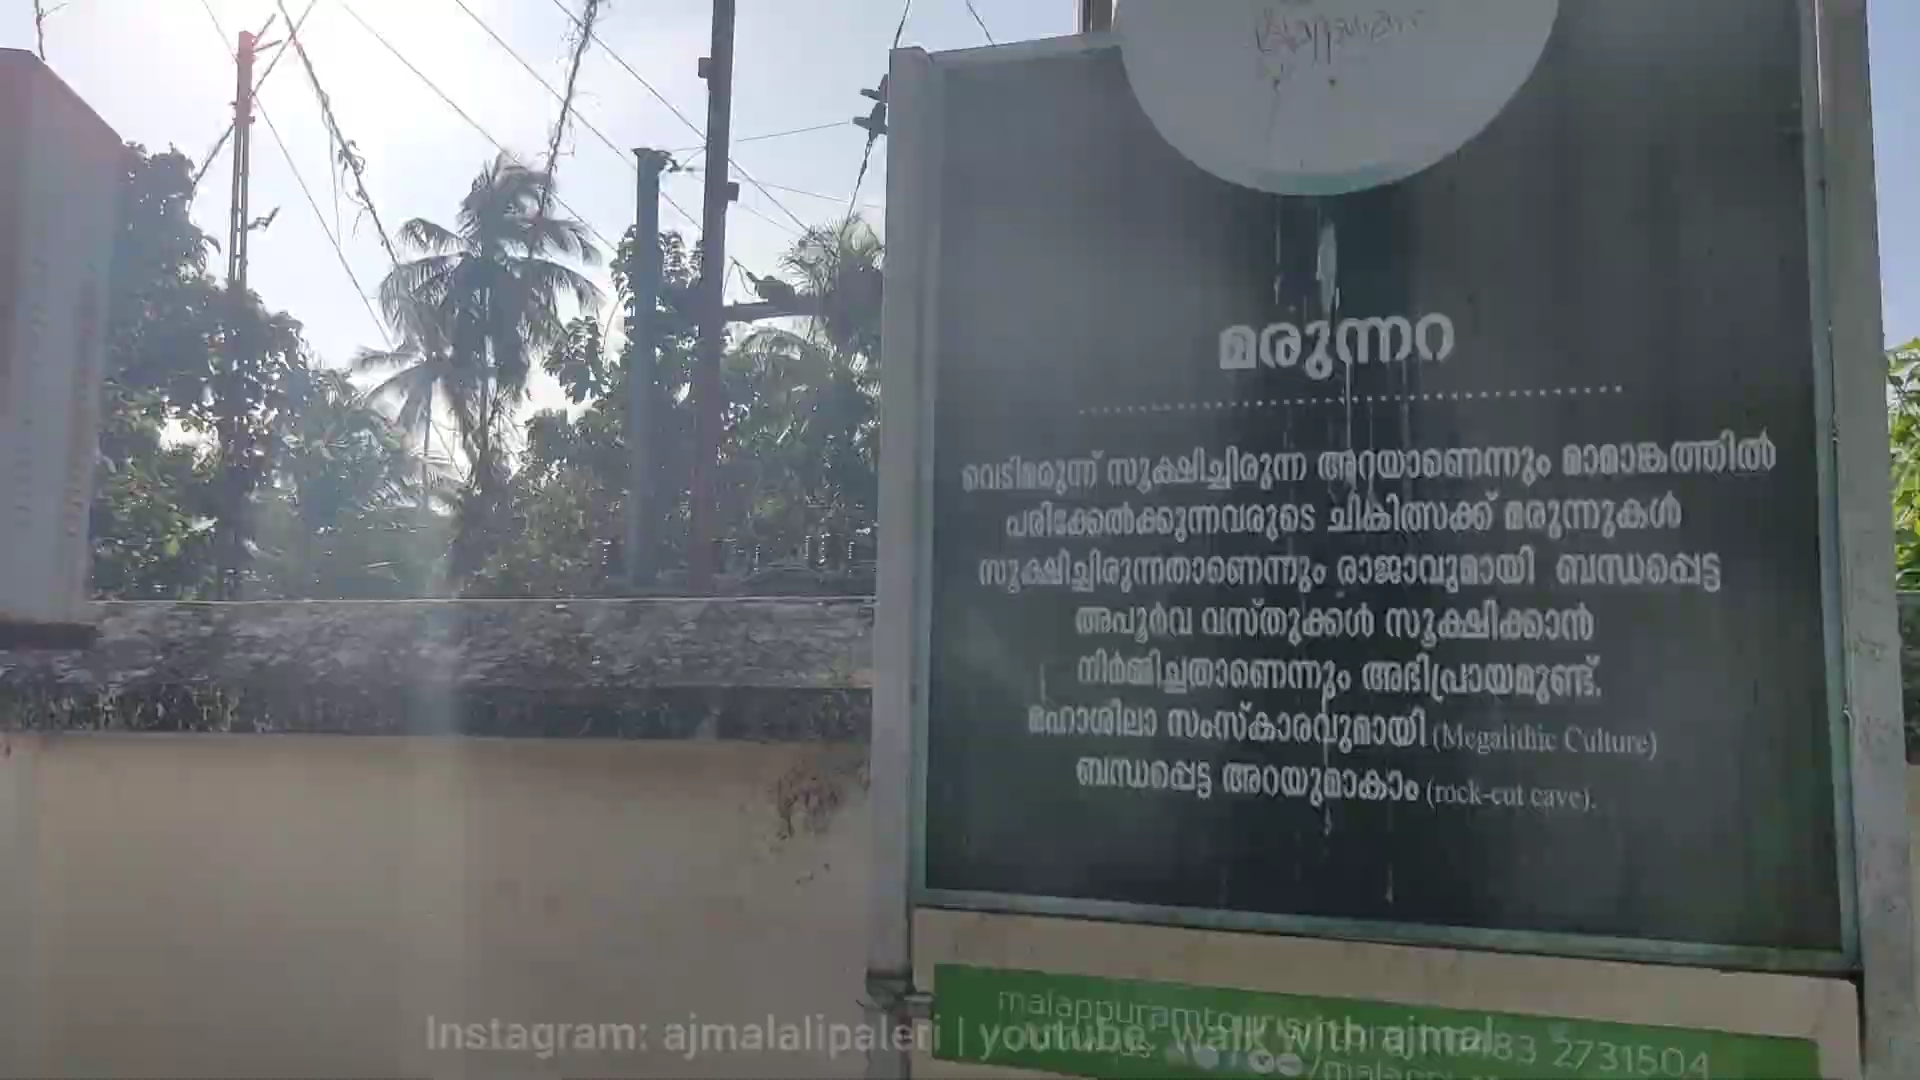 മരുന്നറ
വെടിമരുന്ന് സൂക്ഷിച്ചിരുന്ന അറയാണെന്നും മാമാങ്കത്തിൽ
പരിക്കേൽക്കുന്നവരുടെ ചികിത്സക്ക് മരുന്നുകൾ
സൂക്ഷിച്ചിരുന്നതാണെന്നും രാജാവുമായി ബന്ധപ്പെട്ട
അപൂർവ വസ്തുക്കൾ സൂക്ഷിക്കാൻ
നിർമ്മിച്ചതാണെന്നും അഭിപ്രായമുണ്ട്.
മഹാശിലാ സംസ്കാരവുമായി (Megalithic Culture)
ബന്ധപ്പെട്ട അറയുമാകാം (rock-cut cave).
2731504
Instagram: ajmalalipaleri | youtube: walk with ajmal